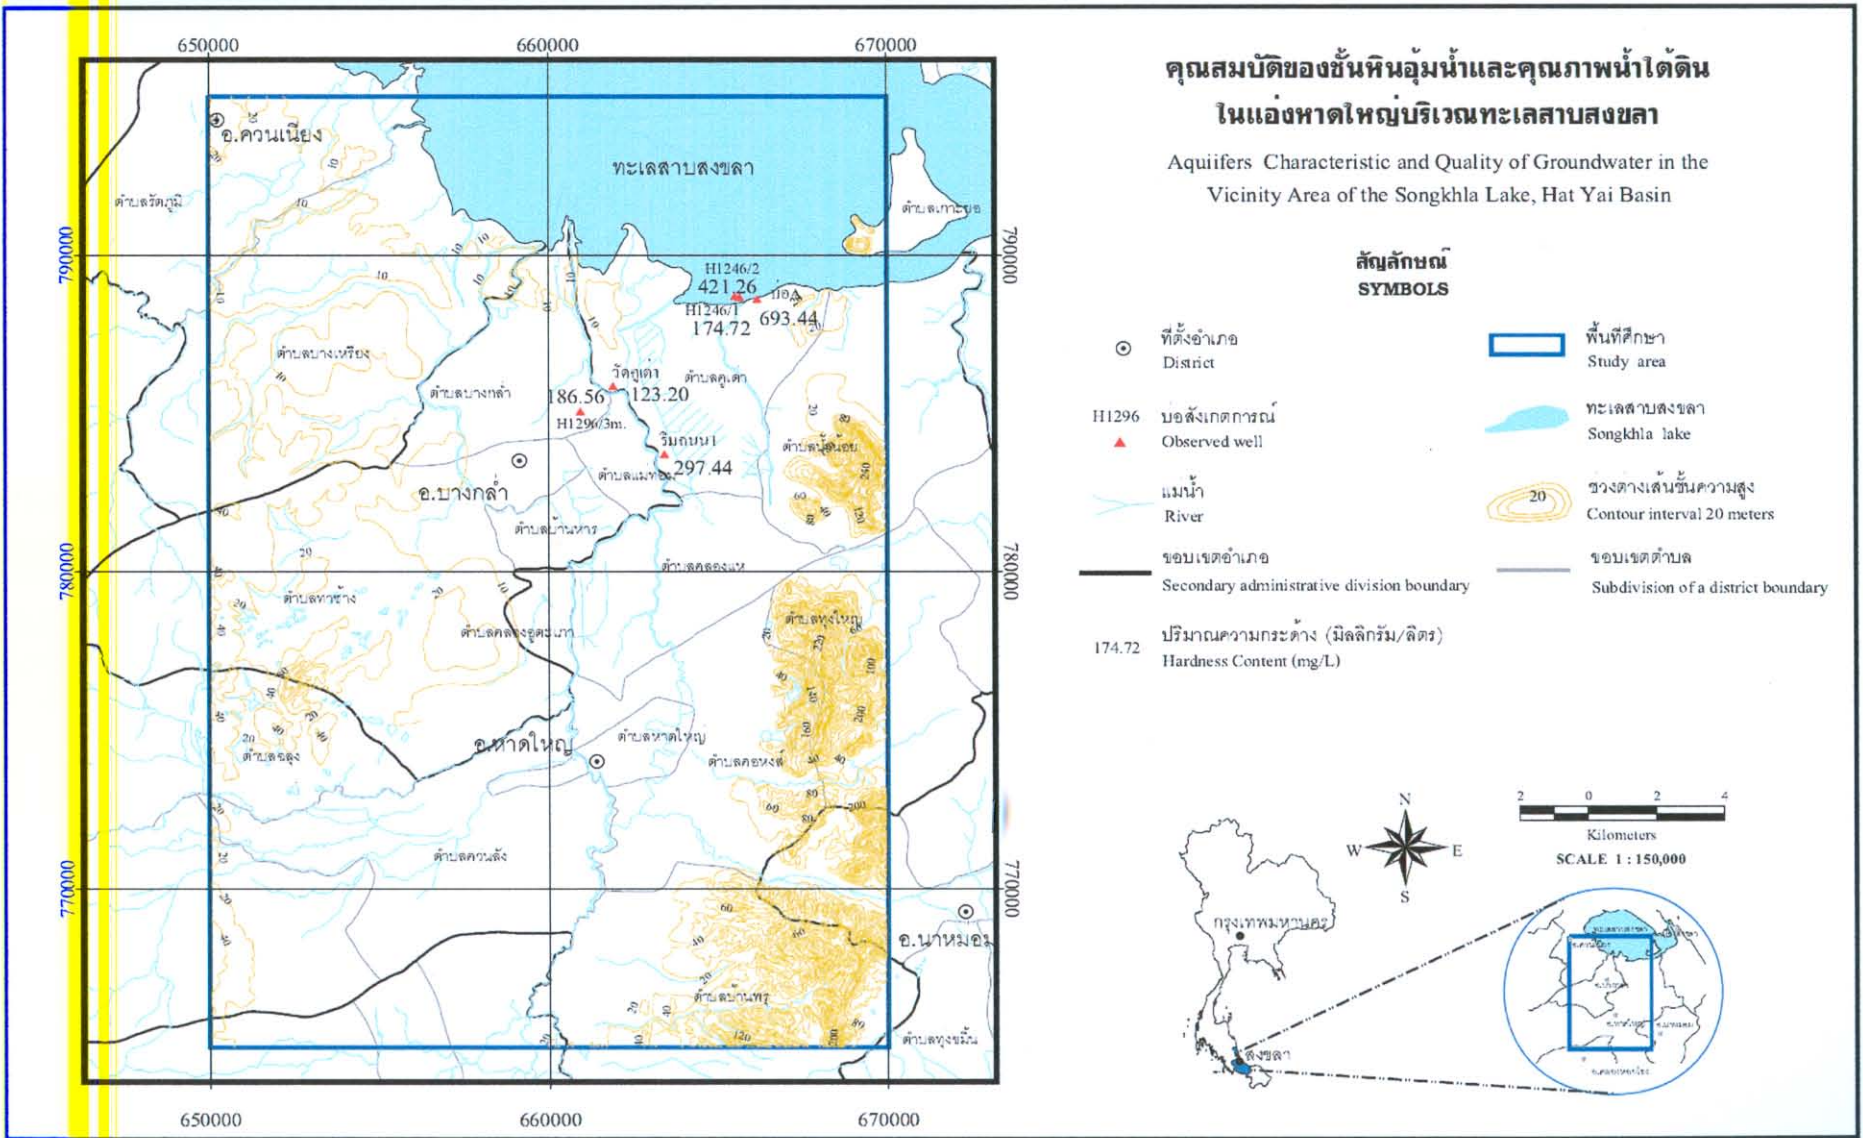 650000
660000
670000
อ.ควนเนียง
ตำบลรัตภูมิ
ทะเลสาบสงขลา
ตำบลเกาะยอ
790000
790000
H1246/2
421.26
H1246/1
174.72
693.44
ตำบลบางเหรียง
ตำบลบางกล่ำ
วัดคูเต่า
123.20
ตำบลคูเต่า
186.56
H1296/3m.
ริมถนน1
297.44
ตำบลแม่ทอม
ตำบลน้ำน้อย
อ.บางกล่ำ
ตำบลบ้านหาร
ตำบลคลองแห
780000
780000
ตำบลท่าช้าง
ตำบลคลองอู่ตะเภา
ตำบลทุ่งใหญ่
อ.หาดใหญ่
ตำบลหาดใหญ่
ตำบลคอหงส์
ตำบลฉลุง
ตำบลควนลัง
770000
770000
อ.นาหม่อม
ตำบลบ้านพรุ
ตำบลทุ่งขมิ้น
650000
660000
670000
คุณสมบัติของชั้นหินอุ้มน้ำและคุณภาพน้ำใต้ดิน
ในแอ่งหาดใหญ่บริเวณทะเลสาบสงขลา
Aquiifers Characteristic and Quality of Groundwater in the
Vicinity Area of the Songkhla Lake, Hat Yai Basin
สัญลักษณ์
SYMBOLS
ที่ตั้งอำเภอ
District
พื้นที่ศึกษา
Study area
H1296
บ่อสังเกตการณ์
Observed well
ทะเลสาบสงขลา
Songkhla lake
แม่น้ำ
River
20
ช่วงต่างเส้นชั้นความสูง
Contour interval 20 meters
ขอบเขตอำเภอ
Secondary administrative division boundary
ขอบเขตตำบล
Subdivision of a district boundary
174.72
ปริมาณความกระด้าง (มิลลิกรัม/ลิตร)
Hardness Content (mg/L)
N
W
E
S
2 0 2 4
Kilometers
SCALE 1 : 150,000
กรุงเทพมหานคร
สงขลา